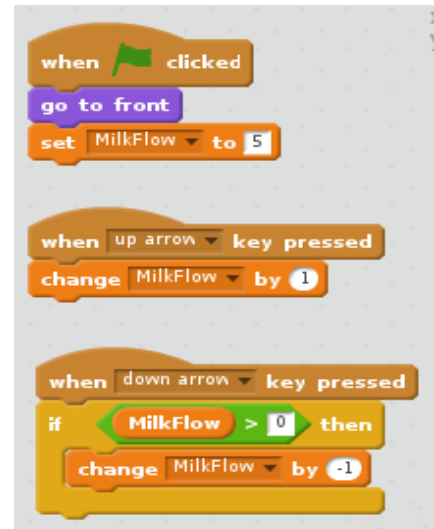 when clicked
go to front
set MilkFlow to 5
when up arrow key pressed
change MilkFlow by 1
when down arrow key pressed
if MilkFlow > 0 then
change MilkFlow by -1